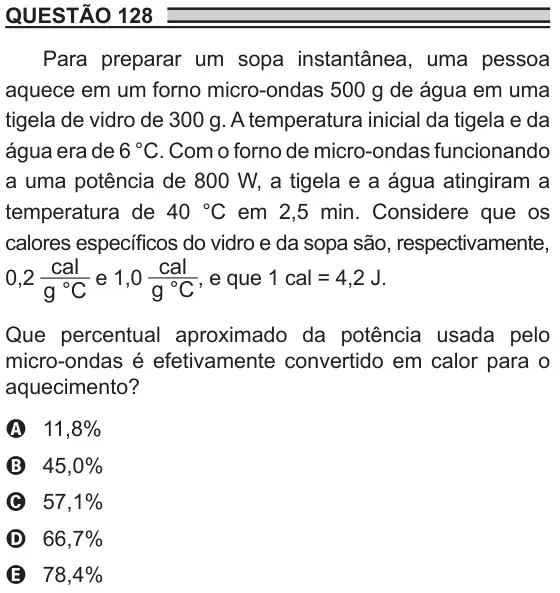 QUESTÃO 128
Para preparar um sopa instantânea, uma pessoa
aquece em um forno micro-ondas 500 g de água em uma
tigela de vidro de 300 g. A temperatura inicial da tigela e da
água era de 6 °C. Com o forno de micro-ondas funcionando
a uma potência de 800 W, a tigela e a água atingiram a
temperatura de 40 °C em 2,5 min. Considere que os
calores específicos do vidro e da sopa são, respectivamente,
0,2 cal/g °C e 1,0 cal/g °C, e que 1 cal = 4,2 J.
Que percentual aproximado da potência usada pelo
micro-ondas é efetivamente convertido em calor para o
aquecimento?
A 11,8%
B 45,0%
C 57,1%
D 66,7%
E 78,4%